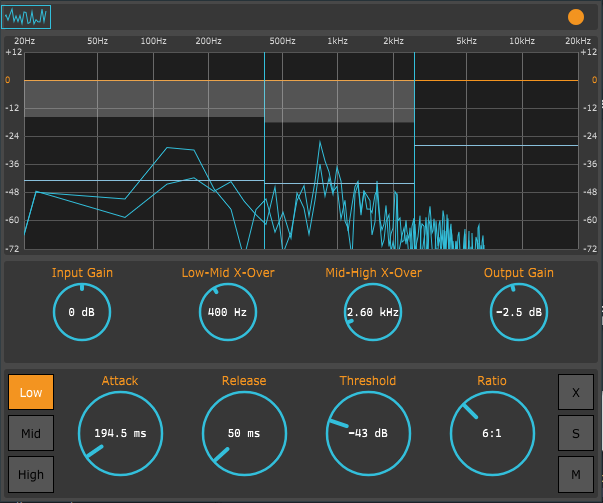 20Hz 50Hz 100Hz 200Hz 500Hz 1kHz 2kHz 5kHz 10kHz 20kHz
+12 +12
0 0
-12 -12
-24 -24
-36 -36
-48 -48
-60 -60
-72 -72
Input Gain Low-Mid X-Over Mid-High X-Over Output Gain
0 dB 400 Hz 2.60 kHz -2.5 dB
Low Attack Release Threshold Ratio X
Mid 194.5 ms 50 ms -43 dB 6:1 S
High M